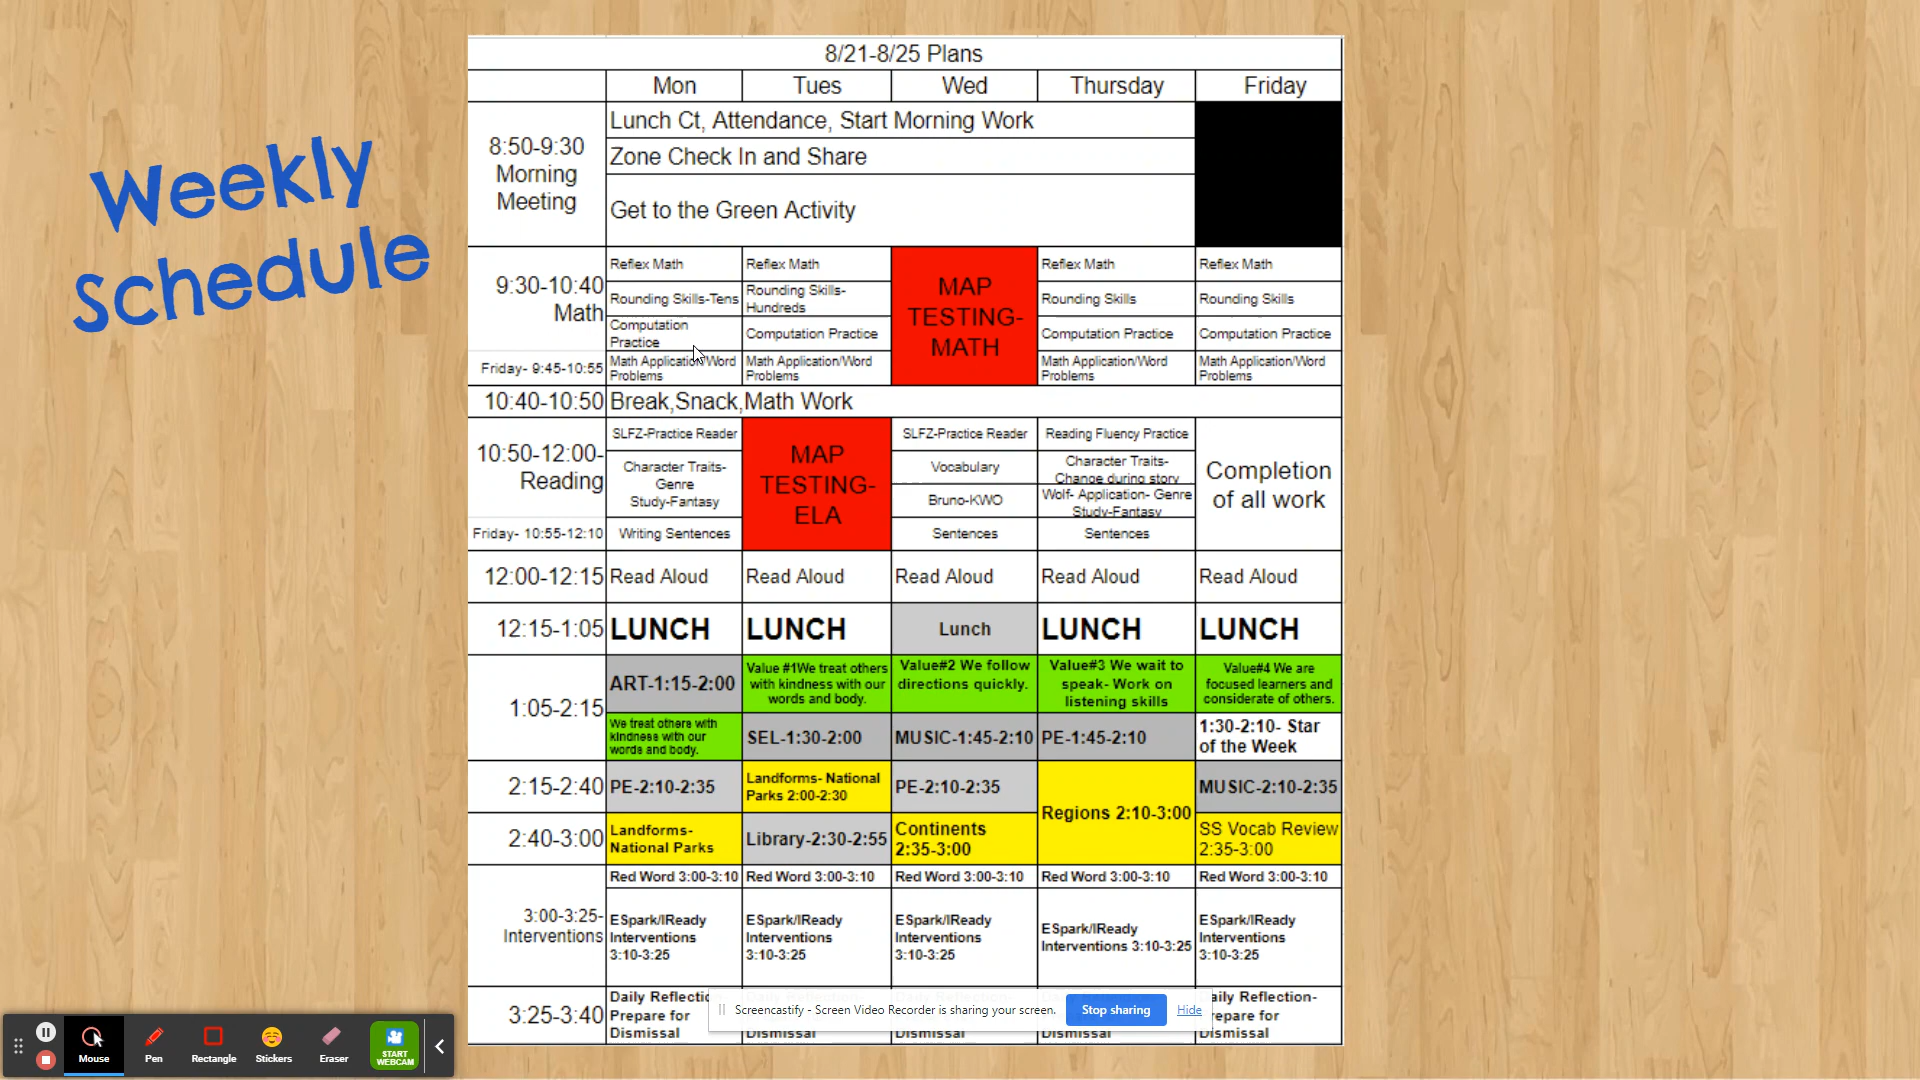 Weekly
Schedule
8/21-8/25 Plans
Mon Tues Wed Thursday Friday
8:50-9:30
Morning
Meeting
Lunch Ct, Attendance, Start Morning Work
Zone Check In and Share
Get to the Green Activity
9:30-10:40
Math
Friday- 9:45-10:55
Reflex Math
Rounding Skills-Tens
Computation
Practice
Math Application/Word
Problems
Reflex Math
Rounding Skills-
Hundreds
Computation Practice
Math Application/Word
Problems
MAP
TESTING-
MATH
Reflex Math
Rounding Skills
Computation Practice
Math Application/Word
Problems
Reflex Math
Rounding Skills
Computation Practice
Math Application/Word
Problems
10:40-10:50 Break,Snack,Math Work
10:50-12:00-
Reading
Friday- 10:55-12:10
SLFZ-Practice Reader
Character Traits-
Genre
Study-Fantasy
Writing Sentences
MAP
TESTING-
ELA
SLFZ-Practice Reader
Vocabulary
Bruno-KWO
Sentences
Reading Fluency Practice
Character Traits-
Change during story
Wolf- Application- Genre
Study-Fantasy
Sentences
Completion
of all work
12:00-12:15 Read Aloud Read Aloud Read Aloud Read Aloud Read Aloud
12:15-1:05 LUNCH LUNCH Lunch LUNCH LUNCH
1:05-2:15
ART-1:15-2:00
We treat others with
kindness with our
words and body.
Value #1We treat others
with kindness with our
words and body.
SEL-1:30-2:00
Value#2 We follow
directions quickly.
MUSIC-1:45-2:10
Value#3 We wait to
speak- Work on
listening skills
PE-1:45-2:10
Value#4 We are
focused learners and
considerate of others.
1:30-2:10- Star
of the Week
2:15-2:40
PE-2:10-2:35
Landforms- National
Parks 2:00-2:30
PE-2:10-2:35
Regions 2:10-3:00
MUSIC-2:10-2:35
2:40-3:00
Landforms-
National Parks
Library-2:30-2:55
Continents
2:35-3:00
SS Vocab Review
2:35-3:00
3:00-3:25-
Interventions
Red Word 3:00-3:10 Red Word 3:00-3:10 Red Word 3:00-3:10 Red Word 3:00-3:10 Red Word 3:00-3:10
ESpark/IReady
Interventions
3:10-3:25
ESpark/IReady
Interventions
3:10-3:25
ESpark/IReady
Interventions
3:10-3:25
ESpark/IReady
Interventions 3:10-3:25
ESpark/IReady
Interventions
3:10-3:25
3:25-3:40
Daily
Prepare for
Dismissal
Dismissal
Dismissal
Dismissal
Reflection-
for
Dismissal
Screencastify - Screen Video Recorder is sharing your screen.
Stop sharing
Hide
Mouse
Pen
Rectangle
Stickers
Eraser
START
WEBCAM